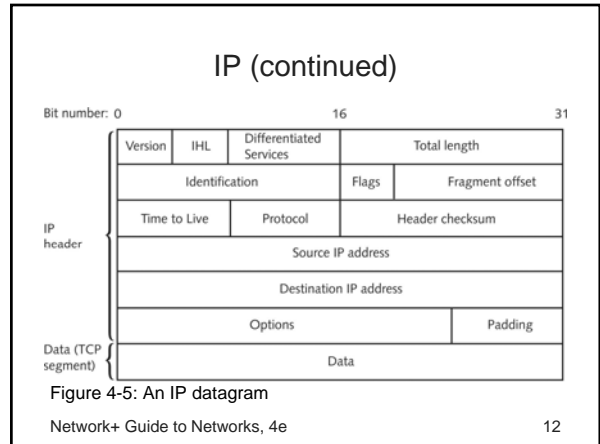 IP (continued)
Bit number: 0 16 31
Version IHL Differentiated Services Total length
Identification Flags Fragment offset
Time to Live Protocol Header checksum
IP header
Source IP address
Destination IP address
Options Padding
Data (TCP segment)
Data
Figure 4-5: An IP datagram
Network+ Guide to Networks, 4e 12